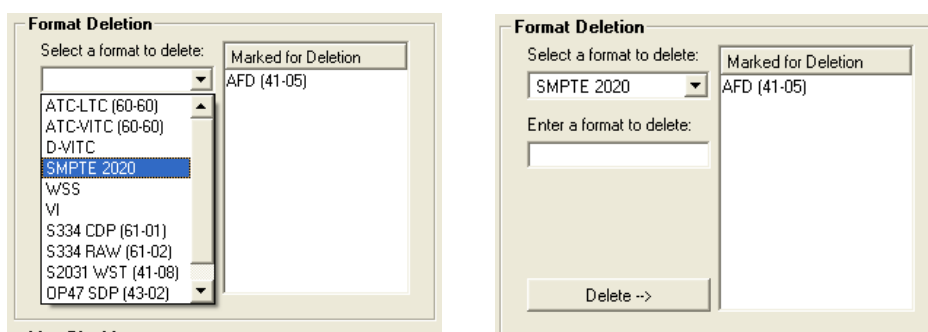 Format Deletion
Select a format to delete:
Marked for Deletion
AFD (41-05)
ATC-LTC (60-60)
ATC-VITC (60-60)
D-VITC
SMPTE 2020
WSS
VI
S334 CDP (61-01)
S334 RAW (61-02)
S2031 WST (41-08)
OP47 SDP (43-02)
Format Deletion
Select a format to delete:
Marked for Deletion
SMPTE 2020
AFD (41-05)
Enter a format to delete:
Delete -->